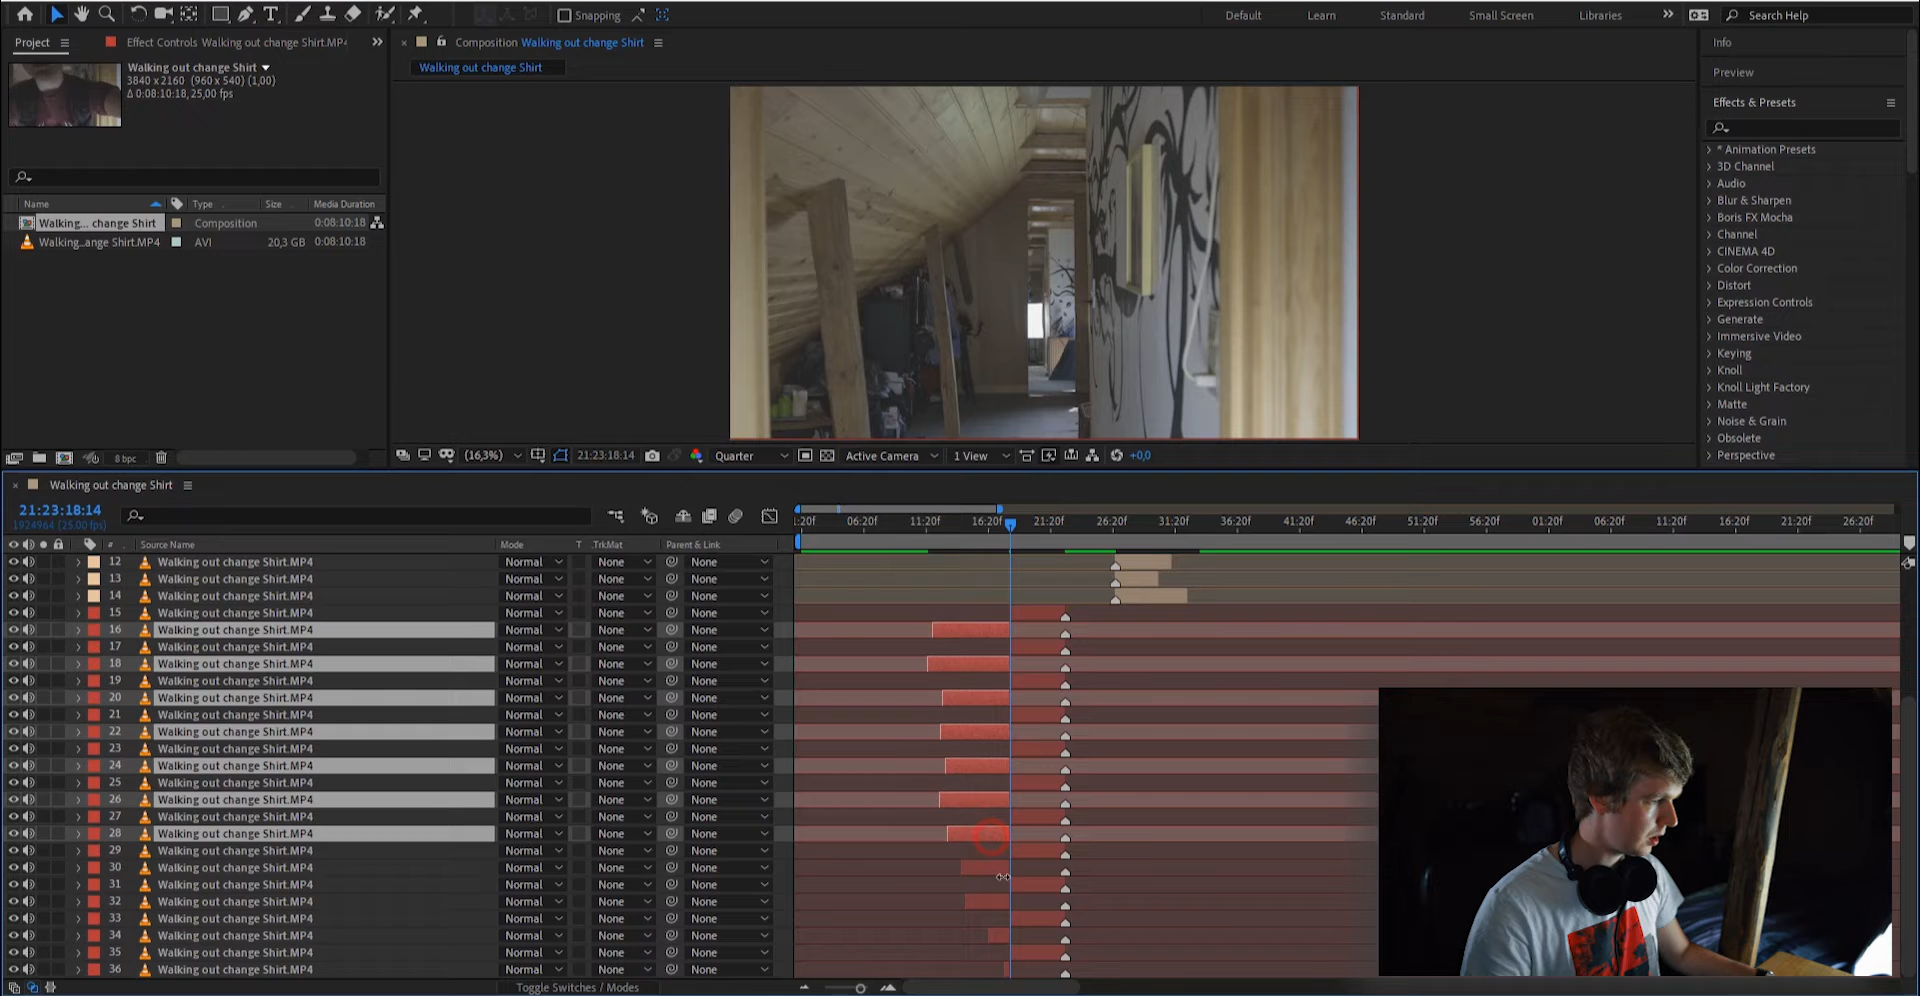 Snapping
Default
Learn
Standard
Small Screen
Libraries
Search Help
Project
Effect Controls Walking out change Shirt.MP4
Composition Walking out change Shirt
Info
Walking out change Shirt
3840 x 2160 (960 x 540) (1,00)
Δ 0:08:10:18, 25,00 fps
Walking out change Shirt
Preview
Effects & Presets
* Animation Presets
3D Channel
Audio
Blur & Sharpen
Boris FX Mocha
Channel
CINEMA 4D
Color Correction
Distort
Expression Controls
Generate
Immersive Video
Keying
Knoll
Knoll Light Factory
Matte
Noise & Grain
Obsolete
Perspective
Name Type Size Media Duration
Walking... change Shirt Composition 0:08:10:18
Walking...ange Shirt.MP4 AVI 20,3 GB 0:08:10:18
8 bpc
(16,3%) 21:23:18:14 Quarter Active Camera 1 View +0,0
Walking out change Shirt
21:23:18:14
1924964 (25.00 fps)
1:20f 06:20f 11:20f 16:20f 21:20f 26:20f 31:20f 36:20f 41:20f 46:20f 51:20f 56:20f 01:20f 06:20f 11:20f 16:20f 21:20f 26:20f
# Source Name Mode T .TrkMat Parent & Link
12 Walking out change Shirt.MP4 Normal None None
13 Walking out change Shirt.MP4 Normal None None
14 Walking out change Shirt.MP4 Normal None None
15 Walking out change Shirt.MP4 Normal None None
16 Walking out change Shirt.MP4 Normal None None
17 Walking out change Shirt.MP4 Normal None None
18 Walking out change Shirt.MP4 Normal None None
19 Walking out change Shirt.MP4 Normal None None
20 Walking out change Shirt.MP4 Normal None None
21 Walking out change Shirt.MP4 Normal None None
22 Walking out change Shirt.MP4 Normal None None
23 Walking out change Shirt.MP4 Normal None None
24 Walking out change Shirt.MP4 Normal None None
25 Walking out change Shirt.MP4 Normal None None
26 Walking out change Shirt.MP4 Normal None None
27 Walking out change Shirt.MP4 Normal None None
28 Walking out change Shirt.MP4 Normal None None
29 Walking out change Shirt.MP4 Normal None None
30 Walking out change Shirt.MP4 Normal None None
31 Walking out change Shirt.MP4 Normal None None
32 Walking out change Shirt.MP4 Normal None None
33 Walking out change Shirt.MP4 Normal None None
34 Walking out change Shirt.MP4 Normal None None
35 Walking out change Shirt.MP4 Normal None None
36 Walking out change Shirt.MP4 Normal None None
Toggle Switches / Modes